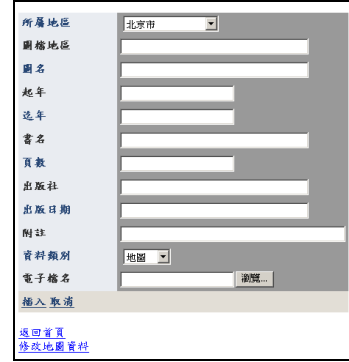 所屬地區 北京市
圖檔地區
圖名
起年
迄年
書名
頁數
出版社
出版日期
附註
資料類別 地圖
電子檔名 瀏覽...
插入 取消
返回首頁
修改地圖資料